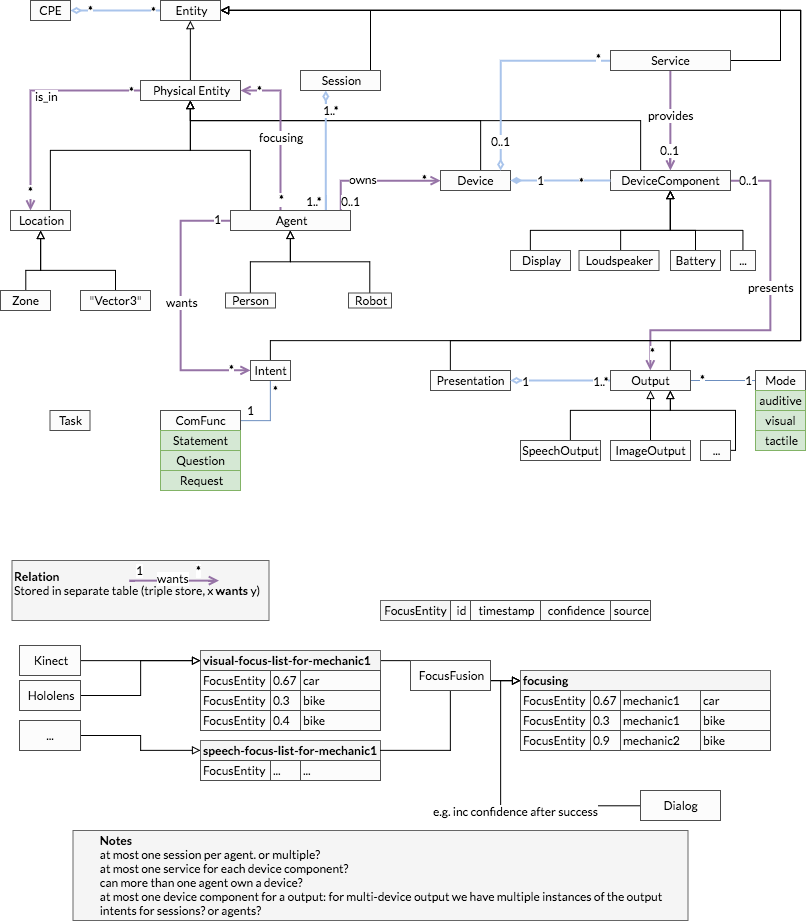 CPE
*
*
Entity
Service
*
Session
Physical Entity
*
*
is_in
1..*
provides
focusing
0..1
0..1
owns
*
Device
1
*
DeviceComponent
0..1
*
*
1..*
0..1
Location
1
Agent
Display
Loudspeaker
Battery
...
presents
Zone
"Vector3"
Person
Robot
wants
*
*
Intent
Presentation
1
1..*
Output
*
1
Mode
*
auditive
Task
1
ComFunc
visual
Statement
tactile
Question
SpeechOutput
ImageOutput
...
Request
Relation
1
wants
*
Stored in separate table (triple store, x wants y)
FocusEntity id timestamp confidence source
Kinect
visual-focus-list-for-mechanic1
FocusEntity 0.67 car
FocusEntity 0.3 bike
FocusEntity 0.4 bike
Hololens
...
speech-focus-list-for-mechanic1
FocusEntity ... ...
FocusFusion
focusing
FocusEntity 0.67 mechanic1 car
FocusEntity 0.3 mechanic1 bike
FocusEntity 0.9 mechanic2 bike
e.g. inc confidence after success
Dialog
Notes
at most one session per agent. or multiple?
at most one service for each device component?
can more than one agent own a device?
at most one device component for a output: for multi-device output we have multiple instances of the output
intents for sessions? or agents?